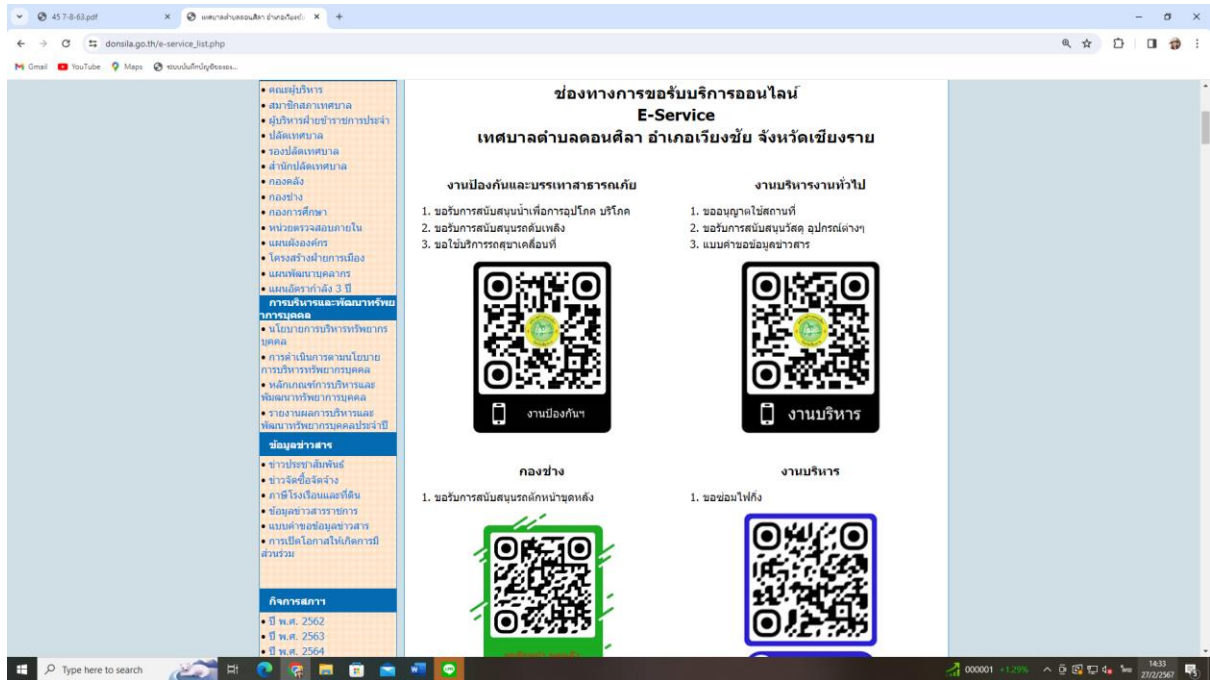 45 7-8-63.pdf
เทศบาลตำบลดอนศิลา อำเภอเวียงชัย
donsila.go.th/e-service_list.php
Gmail
YouTube
Maps
• คณะผู้บริหาร
• สมาชิกสภาเทศบาล
• ผู้บริหารฝ่ายข้าราชการประจำ
• ปลัดเทศบาล
• รองปลัดเทศบาล
• สำนักปลัดเทศบาล
• กองคลัง
• กองช่าง
• กองการศึกษา
• หน่วยตรวจสอบภายใน
• แผนผังองค์กร
• โครงสร้างฝ่ายการเมือง
• แผนพัฒนาบุคลากร
• แผนอัตรากำลัง 3 ปี
การบริหารและพัฒนาทรัพย
ากรบุคคล
• นโยบายการบริหารทรัพยากร
บุคคล
• การดำเนินการตามนโยบาย
การบริหารทรัพยากรบุคคล
• หลักเกณฑ์การบริหารและ
พัฒนาทรัพยากรบุคคล
• รายงานผลการบริหารและ
พัฒนาทรัพยากรบุคคลประจำปี
ข้อมูลข่าวสาร
• ข่าวประชาสัมพันธ์
• ข่าวจัดซื้อจัดจ้าง
• ภาษีโรงเรือนและที่ดิน
• ข้อมูลข่าวสารราชการ
• แบบคำขอข้อมูลข่าวสาร
• การเปิดโอกาสให้เกิดการมี
ส่วนร่วม
กิจการสภาฯ
• ปี พ.ศ. 2562
• ปี พ.ศ. 2563
• ปี พ.ศ. 2564
ช่องทางการขอรับบริการออนไลน์
E-Service
เทศบาลตำบลดอนศิลา อำเภอเวียงชัย จังหวัดเชียงราย
งานป้องกันและบรรเทาสาธารณภัย
1. ขอรับการสนับสนุนน้ำเพื่อการอุปโภค บริโภค
2. ขอรับการสนับสนุนรถดับเพลิง
3. ขอใช้บริการรถสุขาเคลื่อนที่
งานป้องกันฯ
งานบริหารงานทั่วไป
1. ขออนุญาตใช้สถานที่
2. ขอรับการสนับสนุนวัสดุ อุปกรณ์ต่างๆ
3. แบบคำขอข้อมูลข่าวสาร
งานบริหาร
กองช่าง
1. ขอรับการสนับสนุนรถตักหน้าขุดหลัง
งานบริหาร
1. ขอซ่อมไฟกิ่ง
Type here to search
000001 +1.29%
14:33
27/2/2567